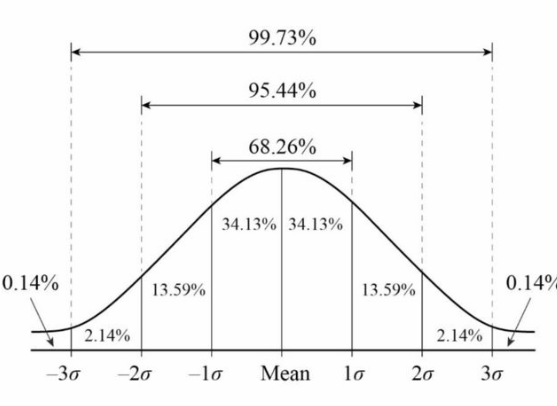 99.73%
95.44%
68.26%
34.13% 34.13%
0.14% 13.59% 13.59% 0.14%
2.14% 2.14%
–3σ –2σ –1σ Mean 1σ 2σ 3σ